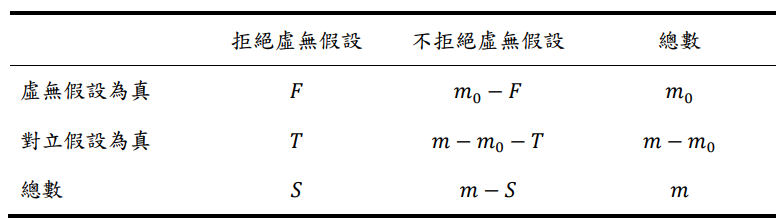 拒絕虛無假設 不拒絕虛無假設 總數
虛無假設為真 F m₀ − F m₀
對立假設為真 T m − m₀ − T m − m₀
總數 S m − S m